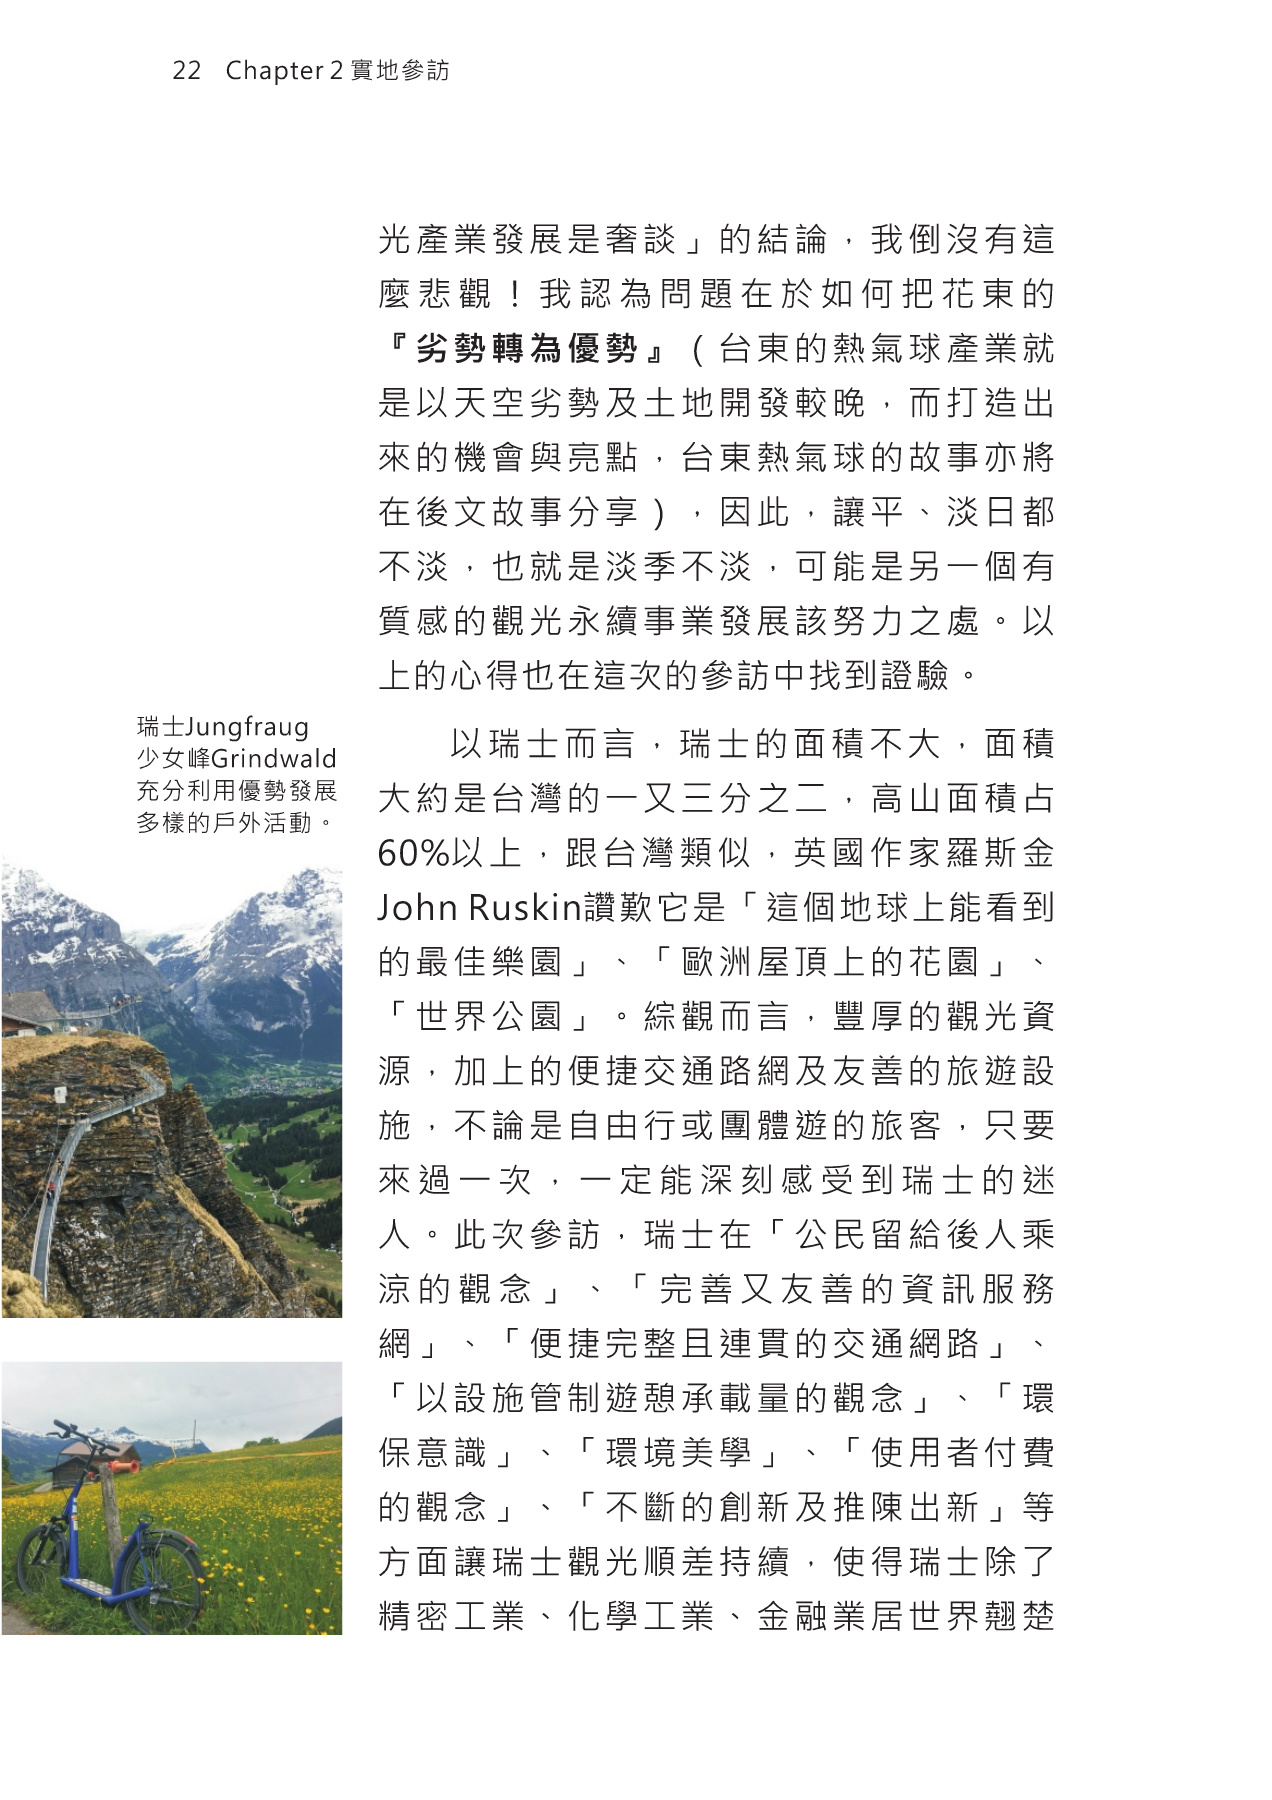 22 Chapter 2 實地參訪
光產業發展是奢談」的結論，我倒沒有這
麼悲觀！我認為問題在於如何把花東的
『劣勢轉為優勢』（台東的熱氣球產業就
是以天空劣勢及土地開發較晚，而打造出
來的機會與亮點，台東熱氣球的故事亦將
在後文故事分享），因此，讓平、淡日都
不淡，也就是淡季不淡，可能是另一個有
質感的觀光永續事業發展該努力之處。以
上的心得也在這次的參訪中找到證驗。
瑞士Jungfraug
少女峰Grindwald
充分利用優勢發展
多樣的戶外活動。
以瑞士而言，瑞士的面積不大，面積
大約是台灣的一又三分之二，高山面積占
60%以上，跟台灣類似，英國作家羅斯金
John Ruskin讚歎它是「這個地球上能看到
的最佳樂園」、「歐洲屋頂上的花園」、
「世界公園」。綜觀而言，豐厚的觀光資
源，加上的便捷交通路網及友善的旅遊設
施，不論是自由行或團體遊的旅客，只要
來過一次，一定能深刻感受到瑞士的迷
人。此次參訪，瑞士在「公民留給後人乘
涼的觀念」、「完善又友善的資訊服務
網」、「便捷完整且連貫的交通網路」、
「以設施管制遊憩承載量的觀念」、「環
保意識」、「環境美學」、「使用者付費
的觀念」、「不斷的創新及推陳出新」等
方面讓瑞士觀光順差持續，使得瑞士除了
精密工業、化學工業、金融業居世界翹楚